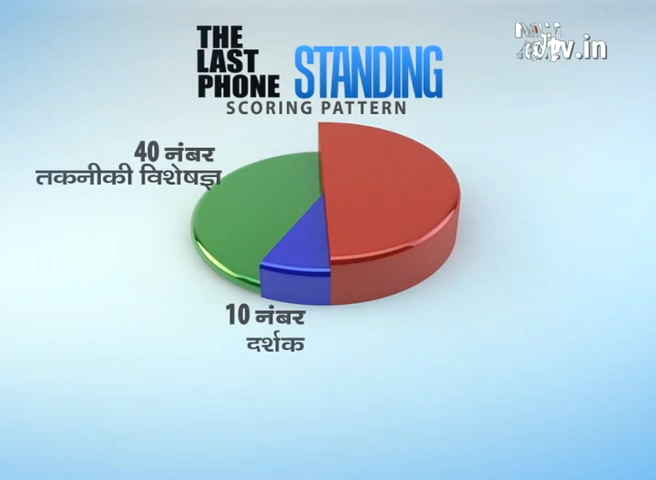 THE
LAST
PHONE STANDING
SCORING PATTERN
40 नंबर
तकनीकी विशेषज्ञ
10 नंबर
दर्शक